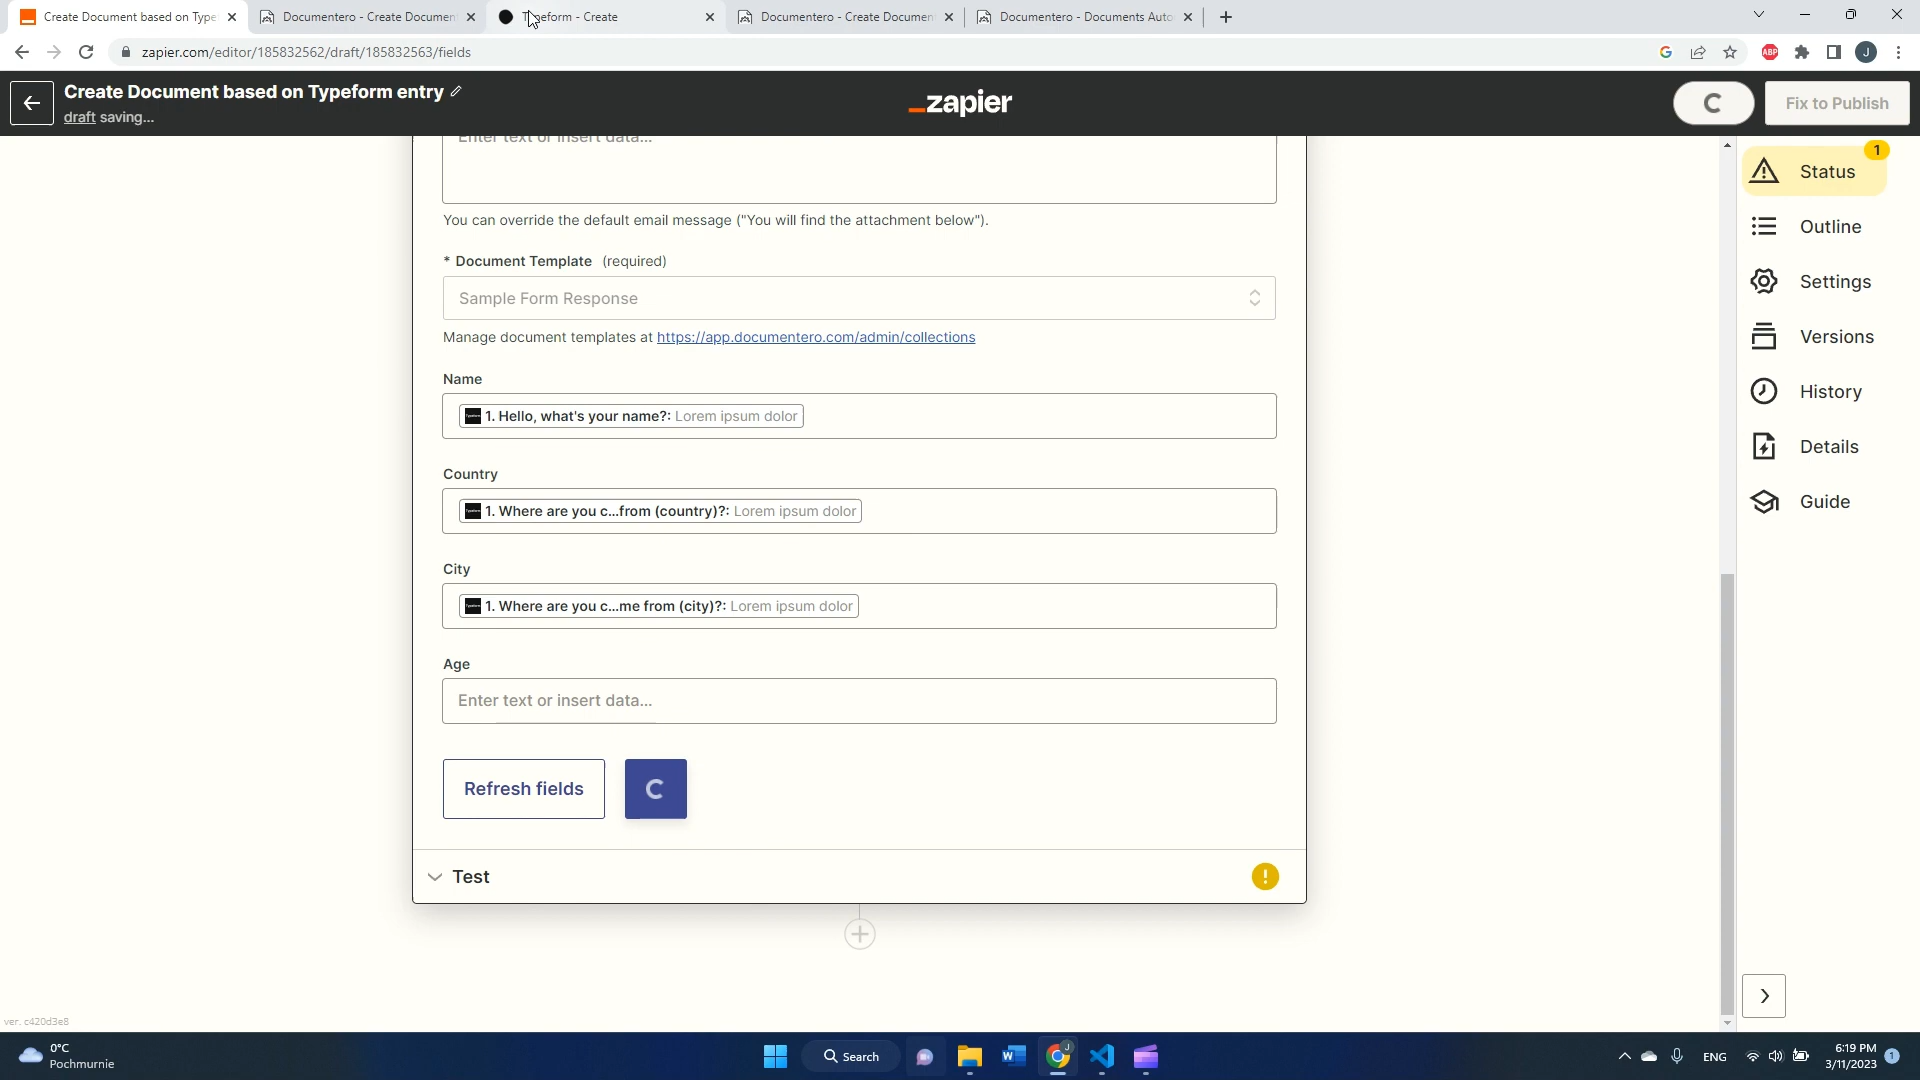 Create Document based on Type
Documentero - Create Documen
Typeform - Create
Documentero - Create Documen
Documentero - Documents Auto
zapier.com/editor/185832562/draft/185832563/fields
ABP
J
Create Document based on Typeform entry
draft saving...
_zapier
Fix to Publish
1
Status
Outline
Settings
Versions
History
Details
Guide
Enter text or insert data...
You can override the default email message ("You will find the attachment below").
* Document Template (required)
Sample Form Response
Manage document templates at https://app.documentero.com/admin/collections
Name
1. Hello, what's your name?: Lorem ipsum dolor
Country
1. Where are you c...from (country)?: Lorem ipsum dolor
City
1. Where are you c...me from (city)?: Lorem ipsum dolor
Age
Enter text or insert data...
Refresh fields
Test
ver. c420d3e8
0°C
Pochmurnie
Search
J
ENG
6:19 PM
3/11/2023
1